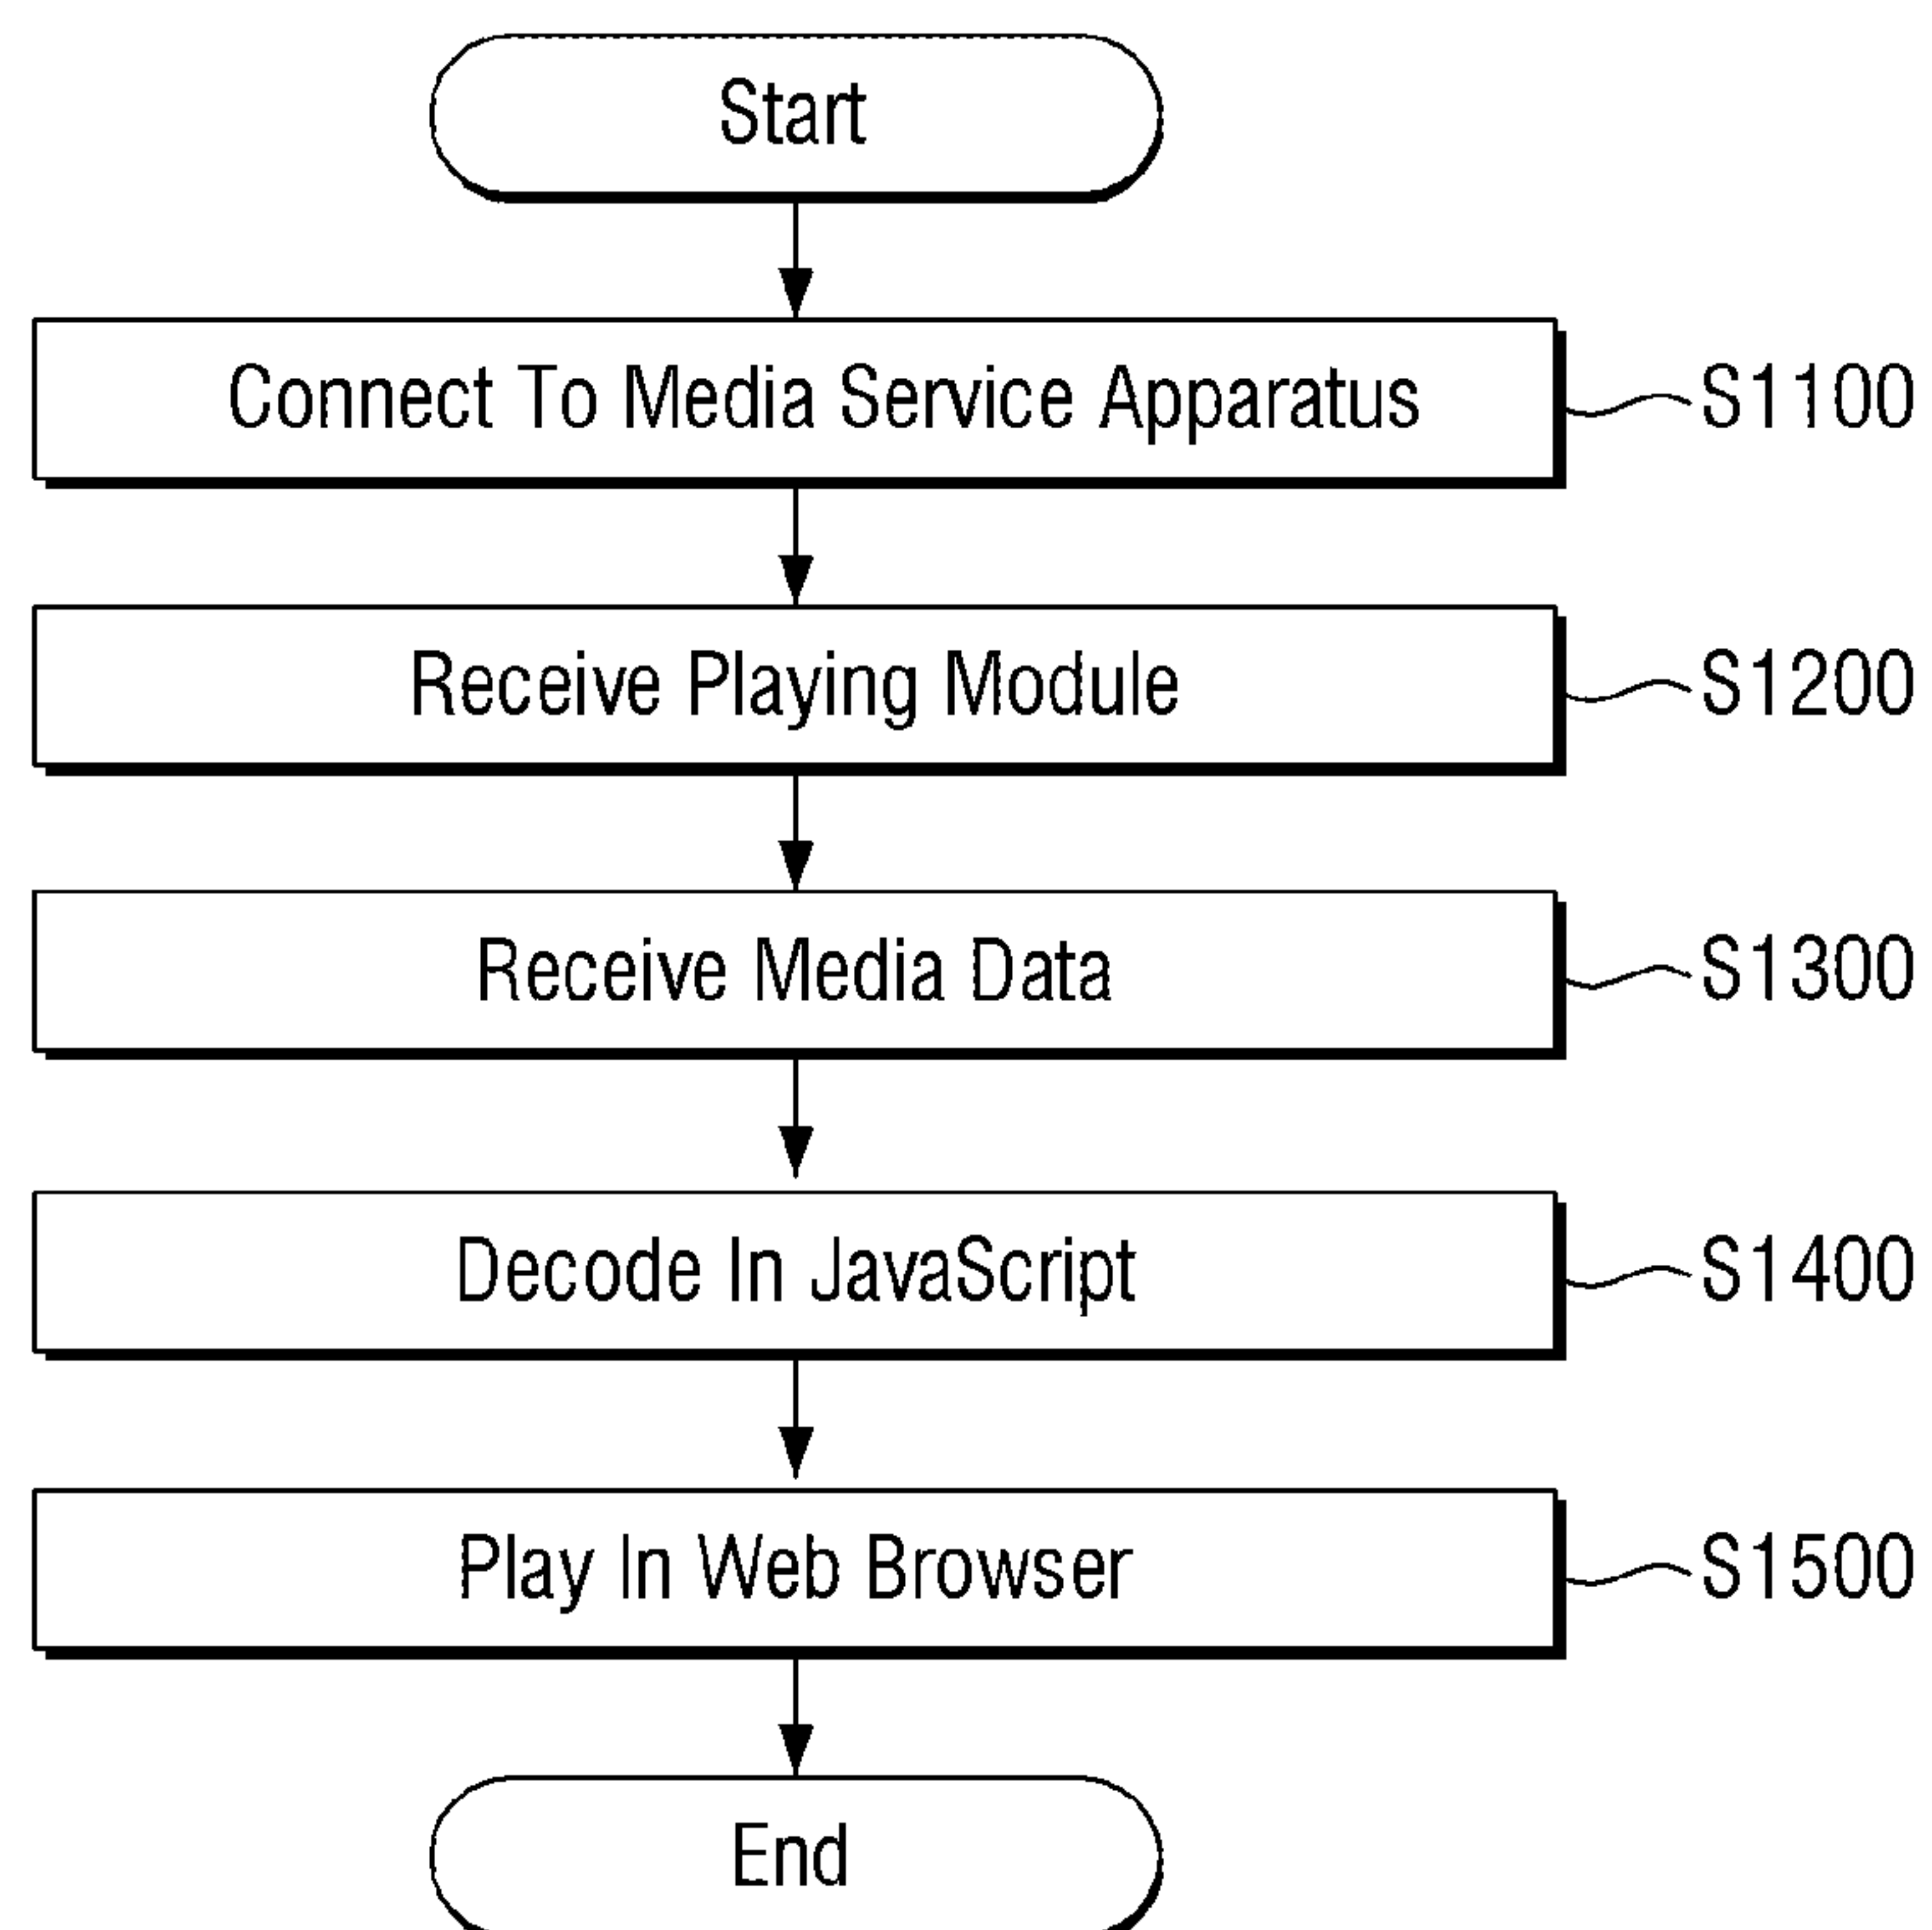 Start
Connect To Media Service Apparatus S1100
Receive Playing Module S1200
Receive Media Data S1300
Decode In JavaScript S1400
Play In Web Browser S1500
End